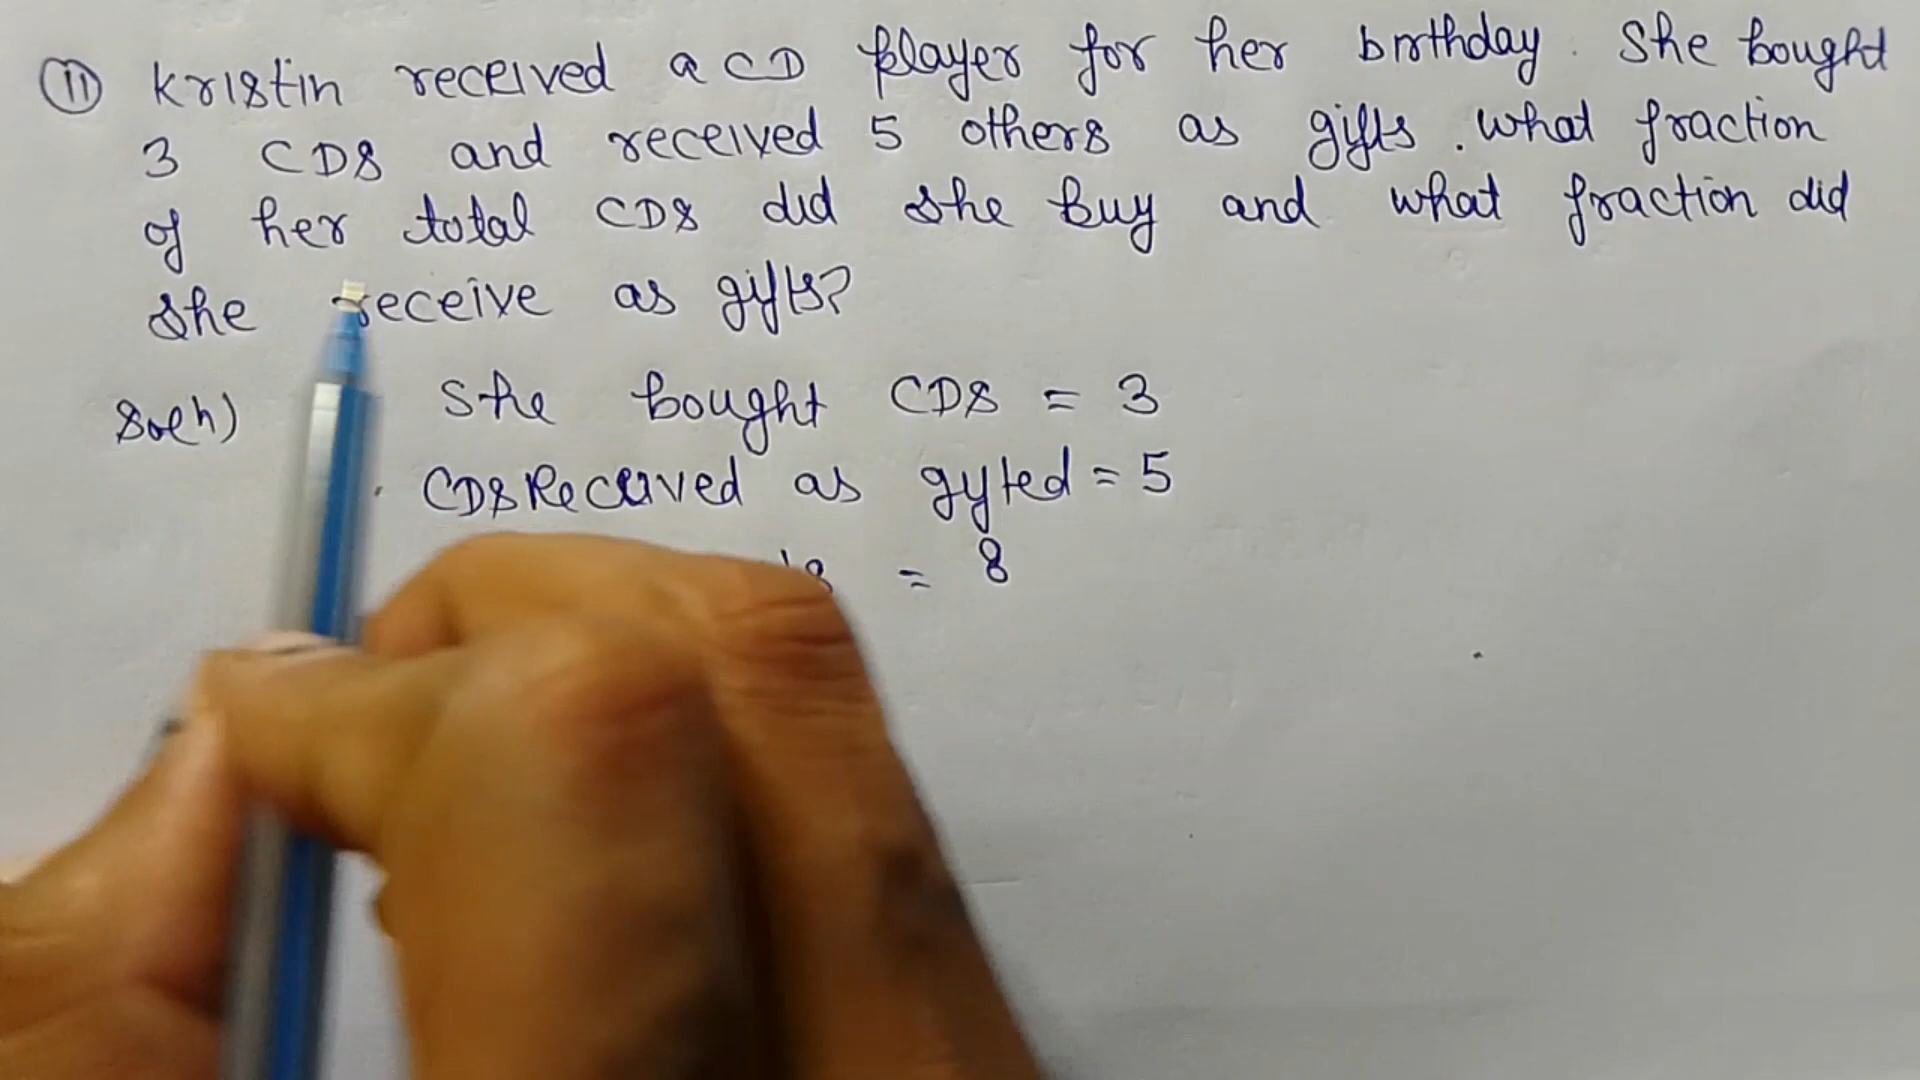 11 Kristin received a CD player for her birthday. She bought
3 CDs and received 5 others as gifts. what fraction
of her total CDs did she buy and what fraction did
she receive as gifts?
Soln) She bought CDs = 3
CDs Received as gifted = 5
= 8